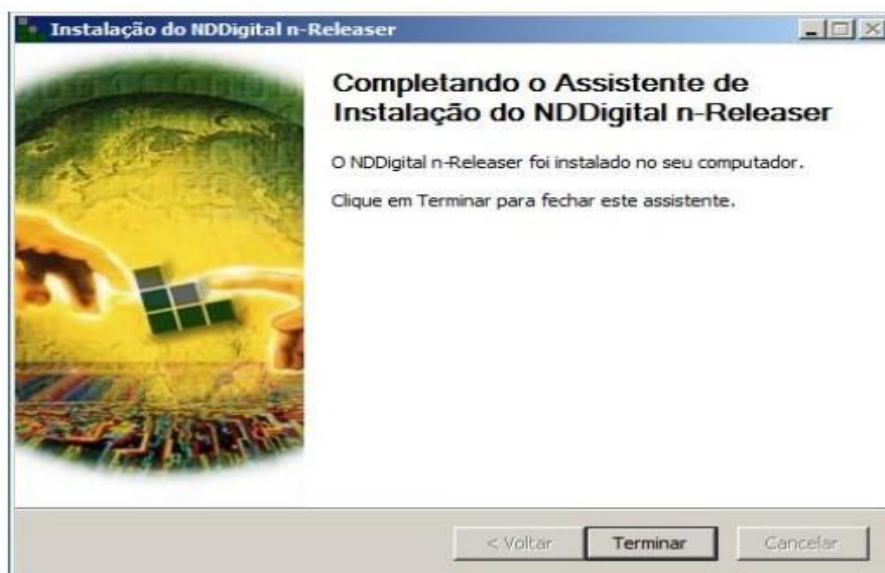 Instalação do NDDigital n-Releaser
Completando o Assistente de
Instalação do NDDigital n-Releaser
O NDDigital n-Releaser foi instalado no seu computador.
Clique em Terminar para fechar este assistente.
< Voltar
Terminar
Cancelar